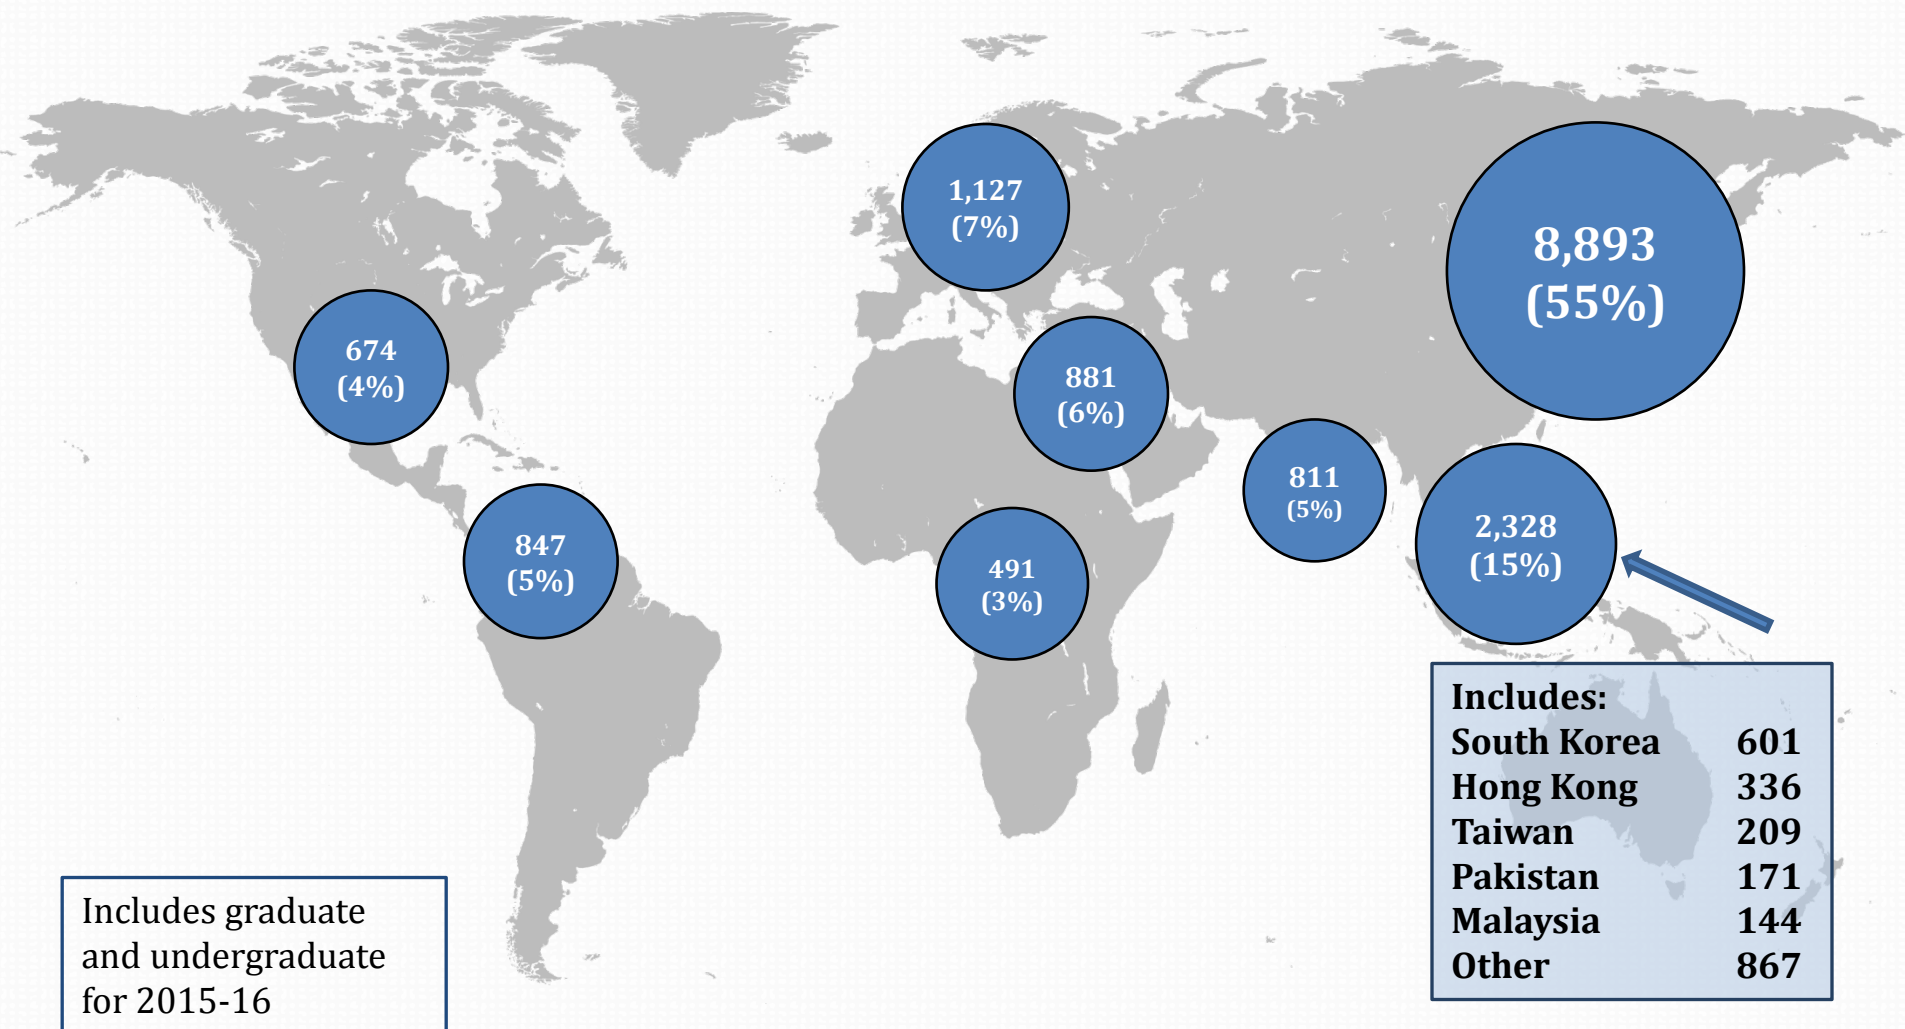 1,127
(7%)
8,893
(55%)
674
(4%)
881
(6%)
811
(5%)
2,328
(15%)
847
(5%)
491
(3%)
Includes:
South Korea 601
Hong Kong 336
Taiwan 209
Pakistan 171
Malaysia 144
Other 867
Includes graduate
and undergraduate
for 2015-16